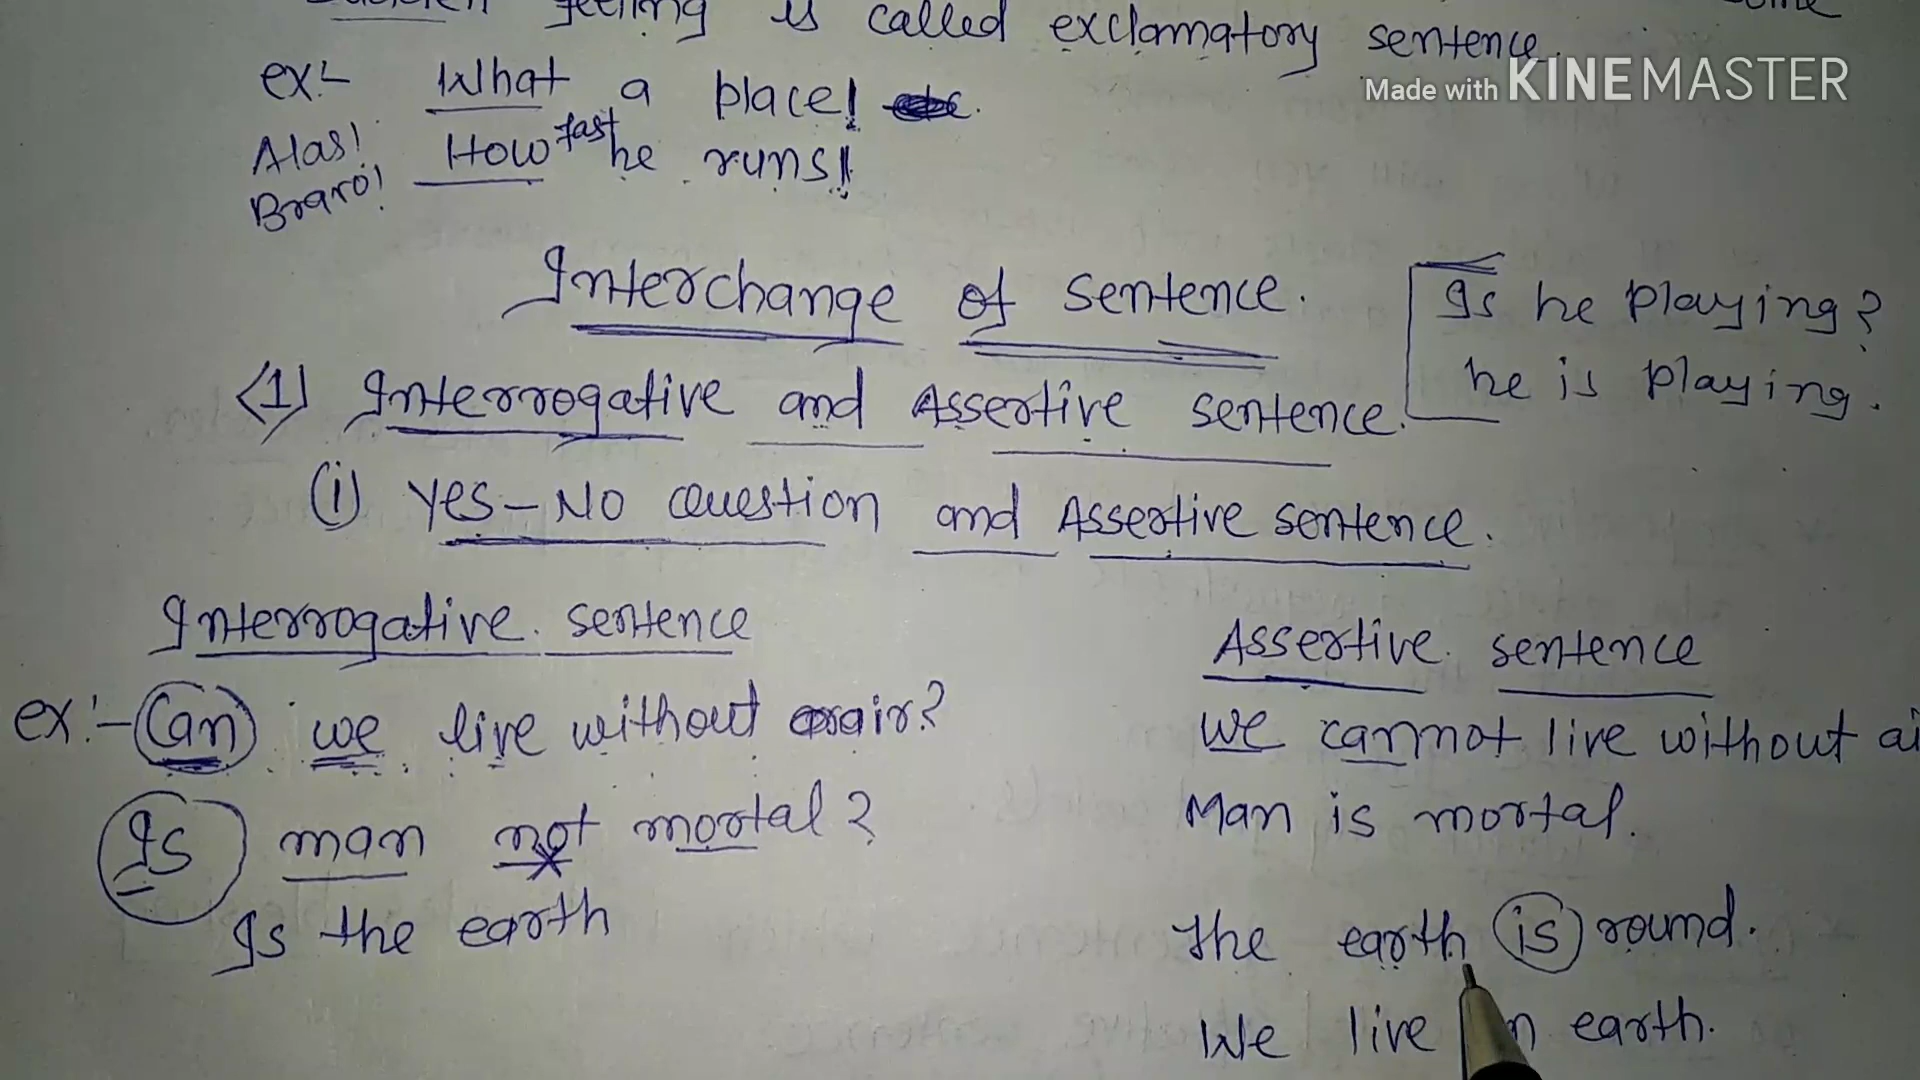 feeling is called exclamatory sentence.
Made with KINEMASTER
ex:- What a place!
Alas! How fast he runs!
Bravo!
Interchange of sentence.
Is he playing?
he is playing.
(1) Interrogative and Assertive sentence.
(i) Yes-No Question and Assertive sentence.
Interrogative sentence
Assertive sentence
ex:- Can we live without air?
We cannot live without ai
Is man not mortal?
Man is mortal.
Is the earth
The earth is round.
We live n earth.